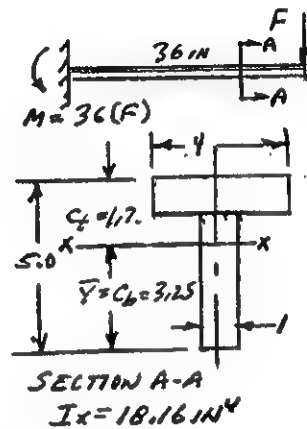 F
36 IN
A
A
M = 36(F)
4
C_t = 1.7.
x
x
5.0
Ȳ = C_b = 3.25
1
SECTION A-A
I_x = 18.16 IN⁴